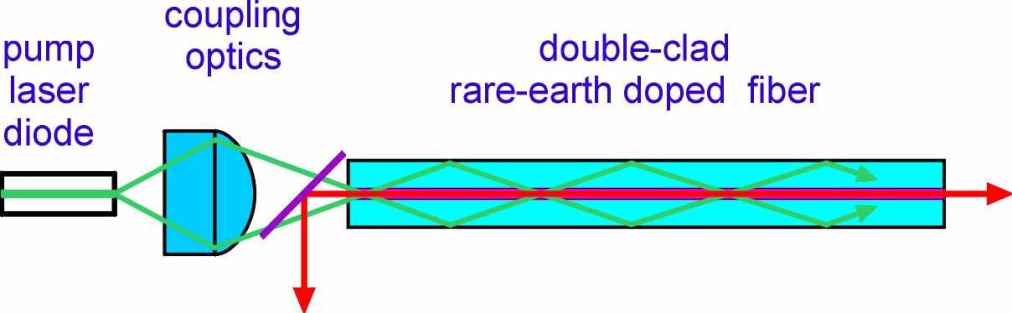 pump
laser
diode
coupling
optics
double-clad
rare-earth doped fiber